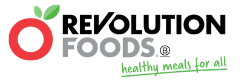 REVOLUTION
FOODS. B
healthy meals for all